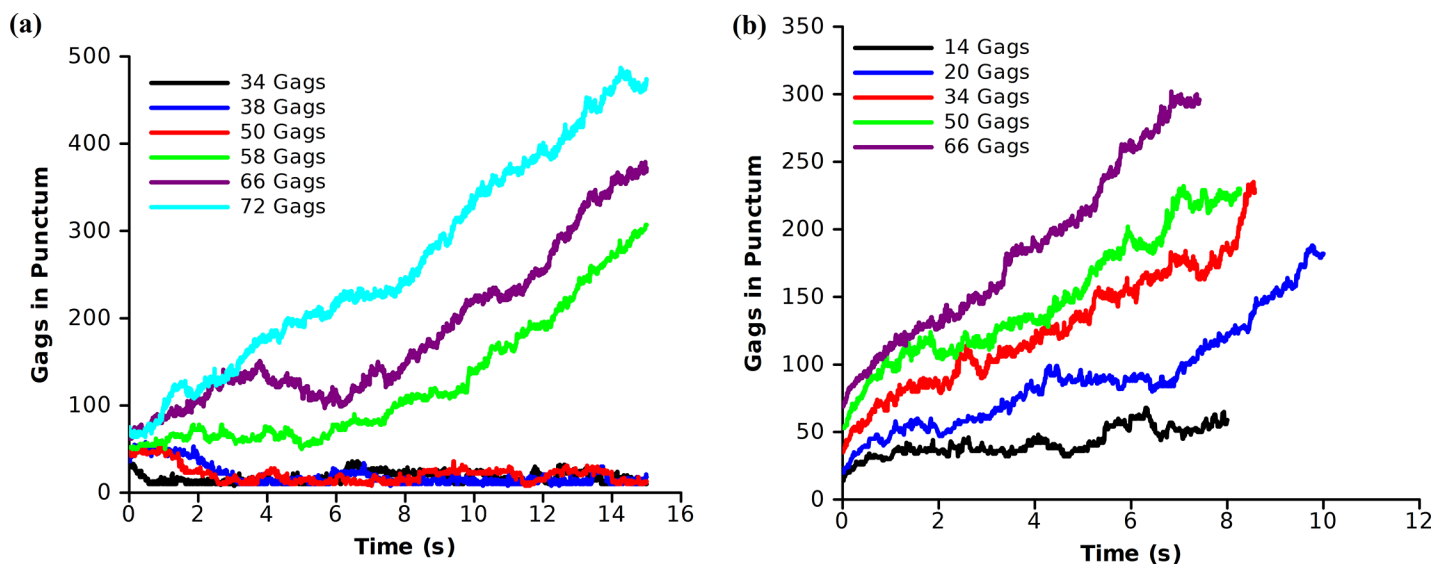 (a)
500
400
300
200
100
0
Gags in Punctum
34 Gags
38 Gags
50 Gags
58 Gags
66 Gags
72 Gags
0 2 4 6 8 10 12 14 16
Time (s)
(b)
350
300
250
200
150
100
50
0
Gags in Punctum
14 Gags
20 Gags
34 Gags
50 Gags
66 Gags
0 2 4 6 8 10 12
Time (s)